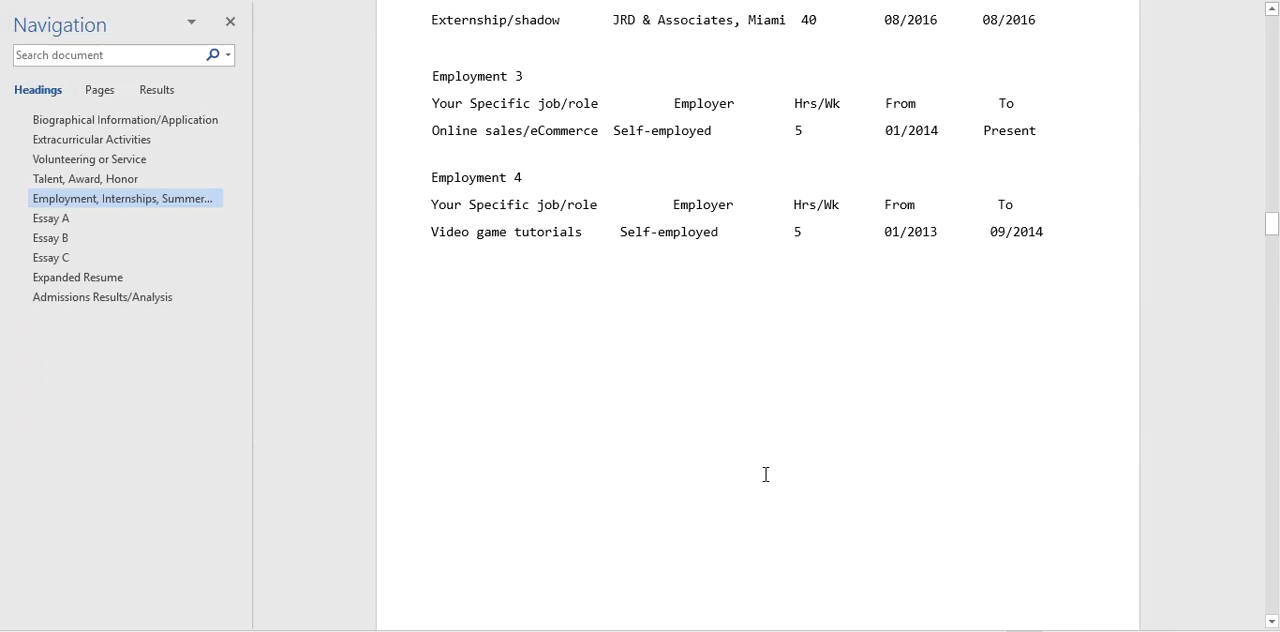 Navigation
Search document
Headings Pages Results
Biographical Information/Application
Extracurricular Activities
Volunteering or Service
Talent, Award, Honor
Employment, Internships, Summer...
Essay A
Essay B
Essay C
Expanded Resume
Admissions Results/Analysis
Externship/shadow JRD & Associates, Miami 40 08/2016 08/2016
Employment 3
Your Specific job/role Employer Hrs/Wk From To
Online sales/eCommerce Self-employed 5 01/2014 Present
Employment 4
Your Specific job/role Employer Hrs/Wk From To
Video game tutorials Self-employed 5 01/2013 09/2014